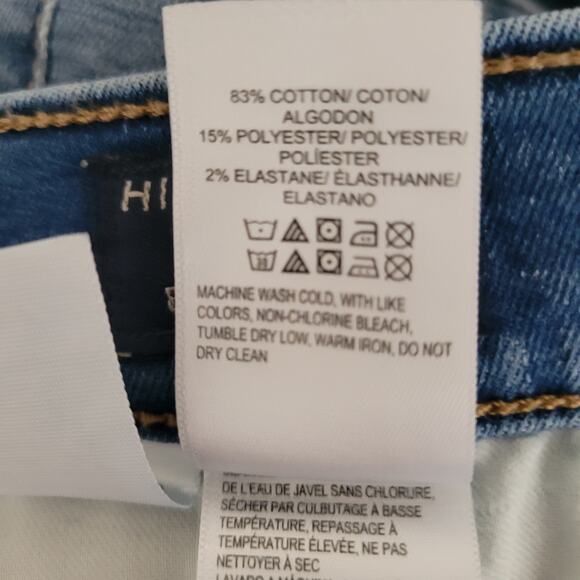 83% COTTON/ COTON/
ALGODON
15% POLYESTER/ POLYESTER/
POLÍESTER
2% ELASTANE/ ÉLASTHANNE/
ELASTANO
HI
MACHINE WASH COLD, WITH LIKE
COLORS, NON-CHLORINE BLEACH,
TUMBLE DRY LOW, WARM IRON, DO NOT
DRY CLEAN
DE L'EAU DE JAVEL SANS CHLORURE,
SÉCHER PAR CULBUTAGE À BASSE
TEMPÉRATURE, REPASSAGE À
TEMPÉRATURE ÉLEVÉE, NE PAS
NETTOYER À SEC